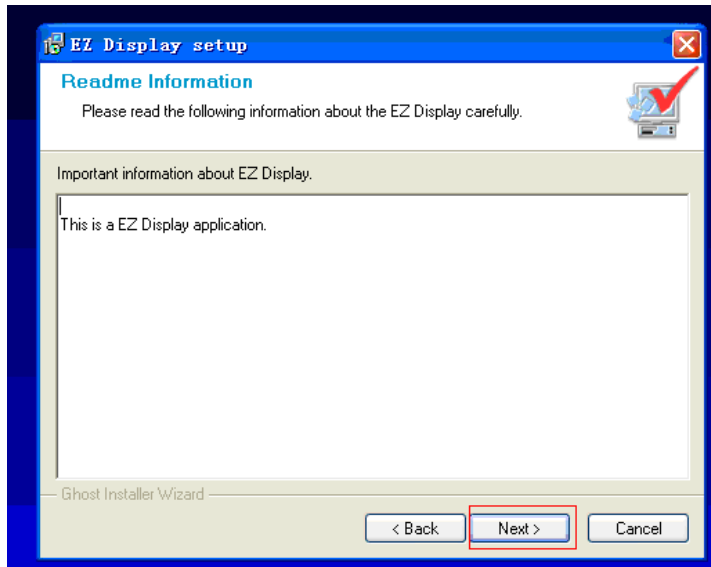 EZ Display setup
Readme Information
Please read the following information about the EZ Display carefully.
Important information about EZ Display.
This is a EZ Display application.
Ghost Installer Wizard
< Back Next > Cancel